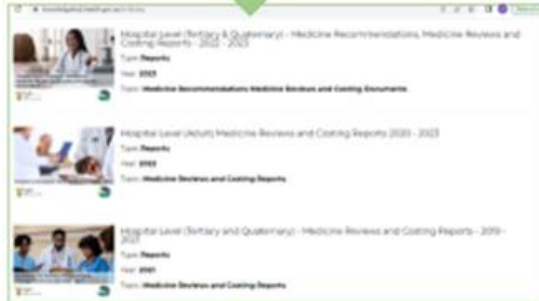 Hospital Level (Tertiary & Quaternary) - Medicine Recommendations, Medicine Reviews and
Costing Reports - 2022 - 2023
Type: Reports
Year: 2023
Topic: Medicine Recommendations Medicine Reviews and Costing Documents
Hospital Level (Adult) Medicine Reviews and Costing Reports 2020 - 2023
Type: Reports
Year: 2023
Topic: Medicine Reviews and Costing Reports
Hospital Level (Tertiary and Quaternary) - Medicine Reviews and Costing Reports - 2019 -
2021
Type: Reports
Year: 2021
Topic: Medicine Reviews and Costing Reports